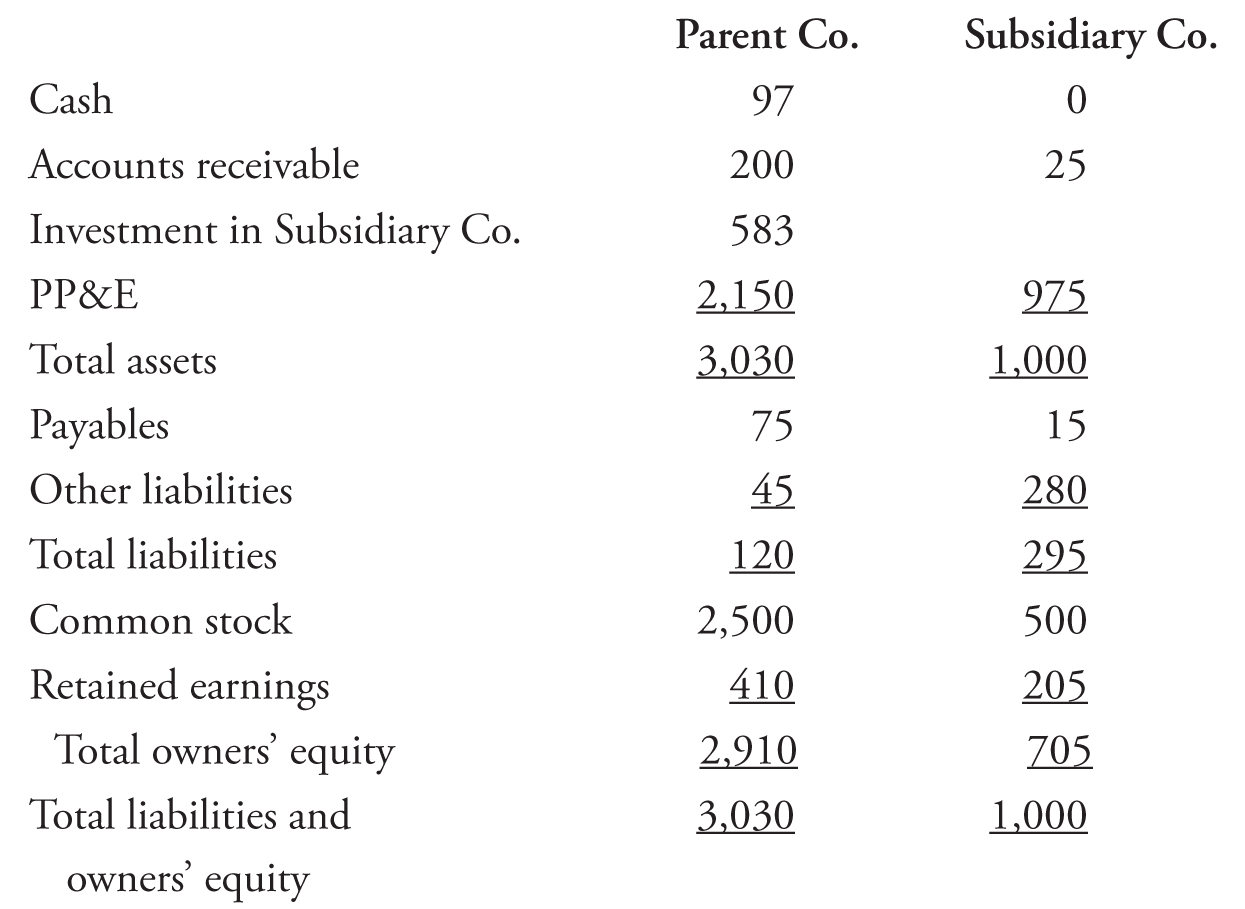 Parent Co. Subsidiary Co.
Cash 97 0
Accounts receivable 200 25
Investment in Subsidiary Co. 583
PP&E 2,150 975
Total assets 3,030 1,000
Payables 75 15
Other liabilities 45 280
Total liabilities 120 295
Common stock 2,500 500
Retained earnings 410 205
Total owners’ equity 2,910 705
Total liabilities and 3,030 1,000
owners’ equity